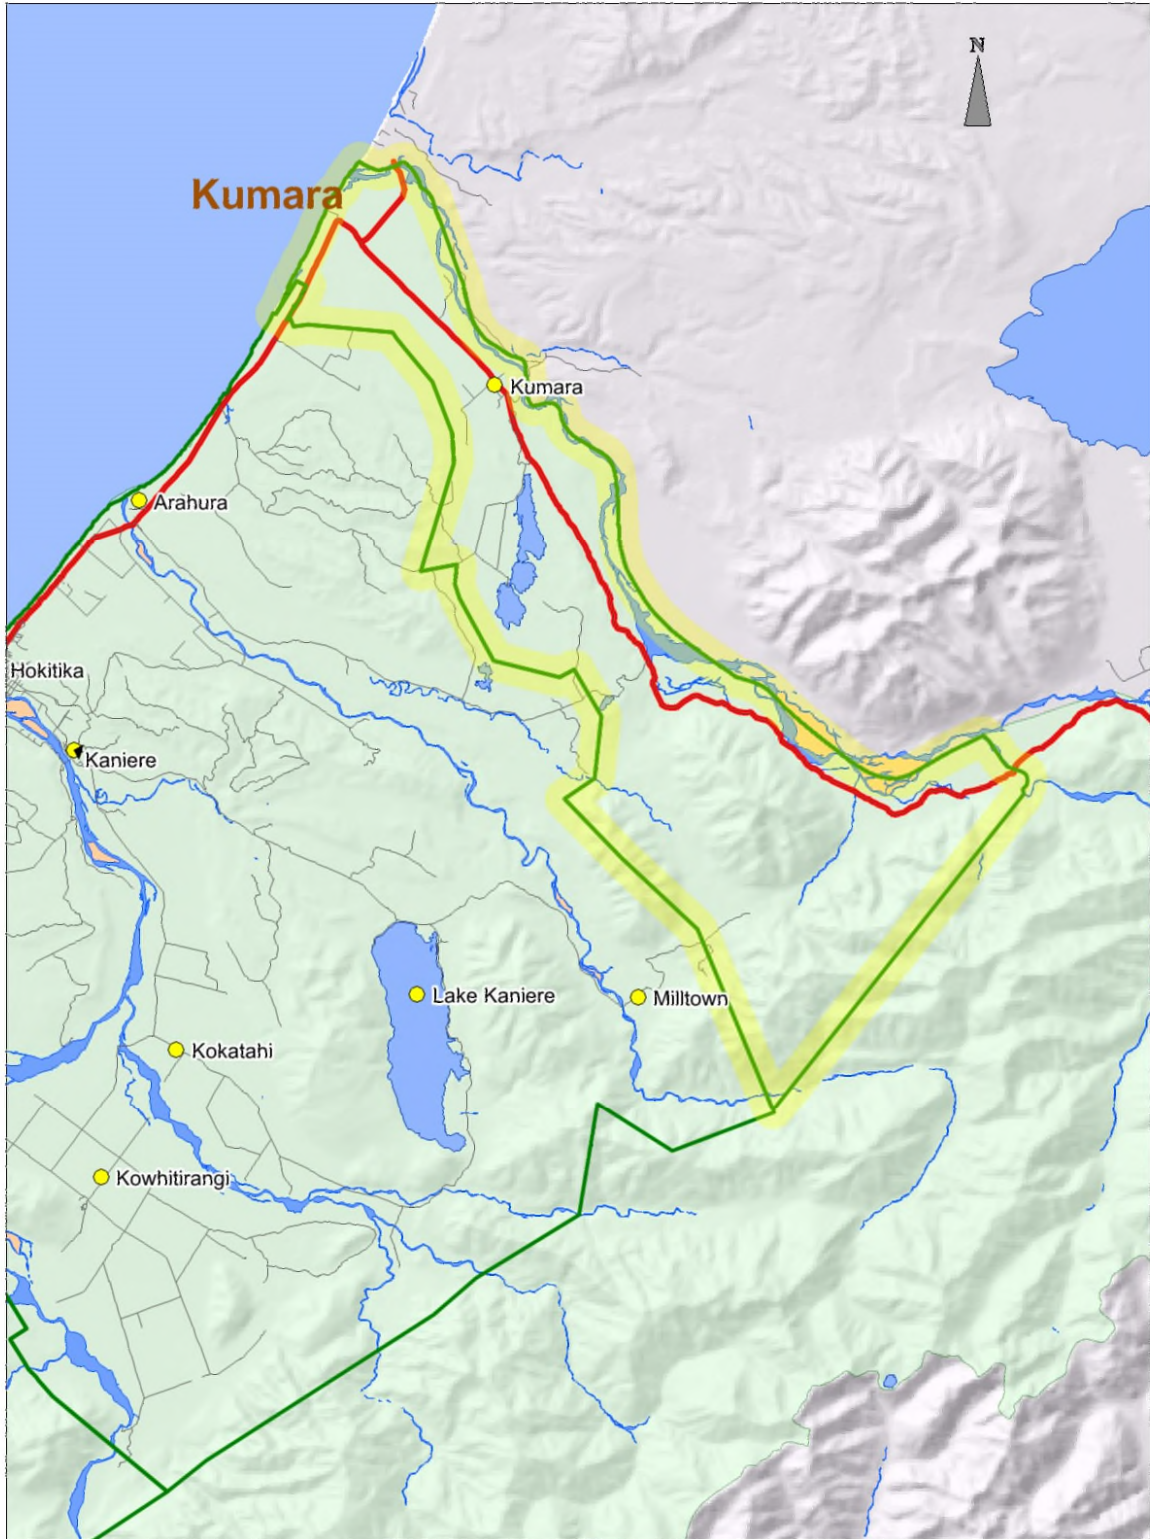 N
Kumara
Kumara
Arahura
Hokitika
Kaniere
Lake Kaniere
Milltown
Kokatahi
Kowhitirangi